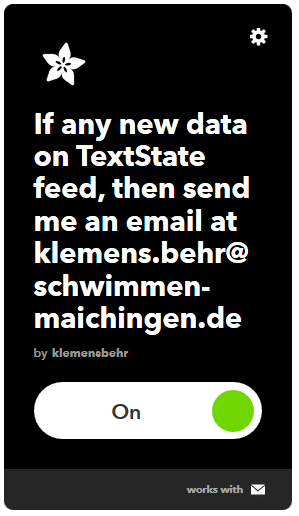 If any new data
on TextState
feed, then send
me an email at
klemens.behr@
schwimmen-
maichingen.de
by klemensbehr
On
works with